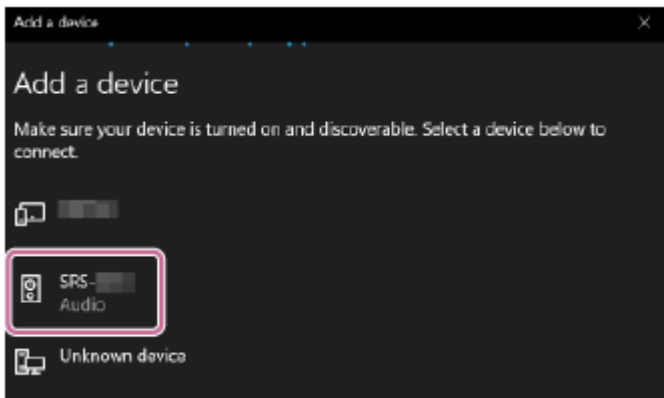 Add a device
Add a device
Make sure your device is turned on and discoverable. Select a device below to
connect.
SRS-
Audio
Unknown device